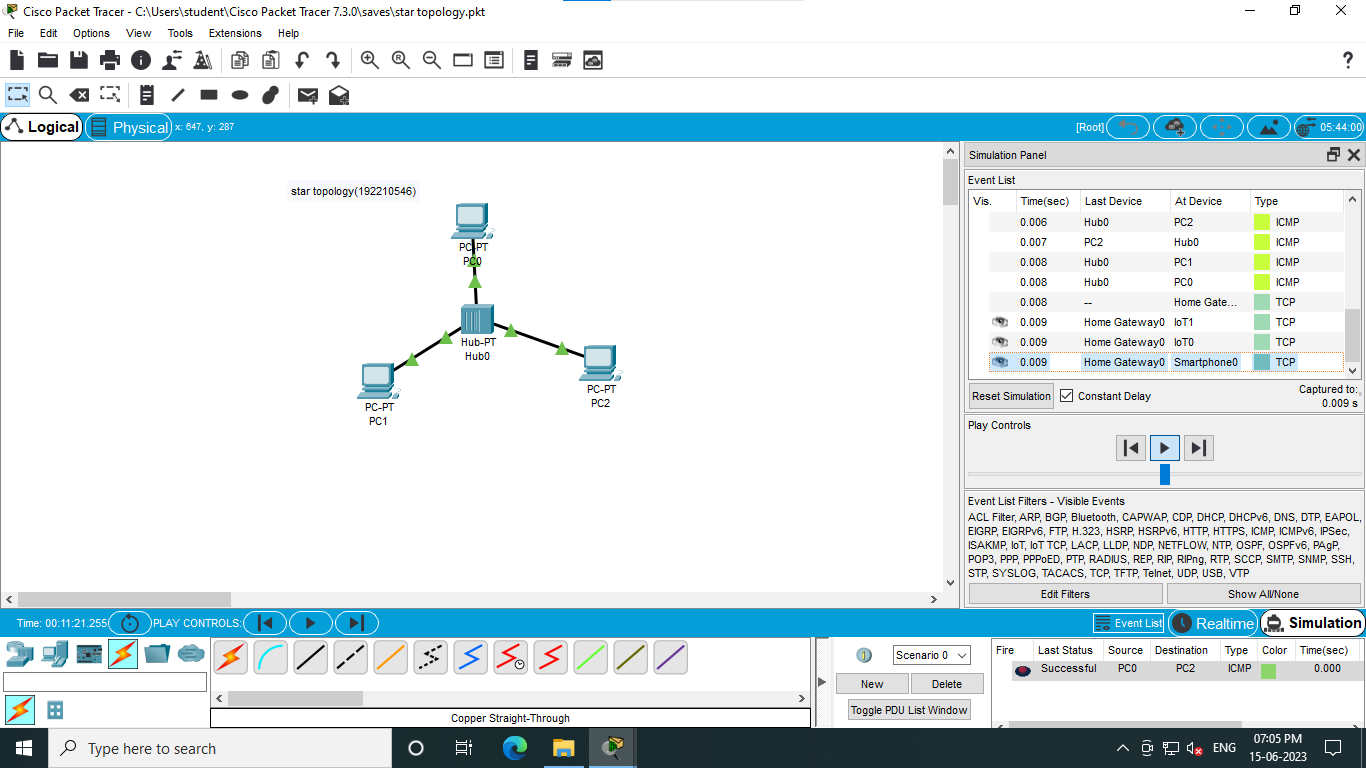 Cisco Packet Tracer - C:\Users\student\Cisco Packet Tracer 7.3.0\saves\star topology.pkt
File Edit Options View Tools Extensions Help
?
Logical Physical x: 647, y: 287 [Root] 05:44:00
star topology(192210546)
PC-PT
PC0
Hub-PT
Hub0
PC-PT
PC1
PC-PT
PC2
Simulation Panel
Event List
Vis. Time(sec) Last Device At Device Type
0.006 Hub0 PC2 ICMP
0.007 PC2 Hub0 ICMP
0.008 Hub0 PC1 ICMP
0.008 Hub0 PC0 ICMP
0.008 -- Home Gate... TCP
0.009 Home Gateway0 IoT1 TCP
0.009 Home Gateway0 IoT0 TCP
0.009 Home Gateway0 Smartphone0 TCP
Reset Simulation Constant Delay Captured to:
0.009 s
Play Controls
Event List Filters - Visible Events
ACL Filter, ARP, BGP, Bluetooth, CAPWAP, CDP, DHCP, DHCPv6, DNS, DTP, EAPOL,
EIGRP, EIGRPv6, FTP, H.323, HSRP, HSRPv6, HTTP, HTTPS, ICMP, ICMPv6, IPSec,
ISAKMP, IoT, IoT TCP, LACP, LLDP, NDP, NETFLOW, NTP, OSPF, OSPFv6, PAgP,
POP3, PPP, PPPoED, PTP, RADIUS, REP, RIP, RIPng, RTP, SCCP, SMTP, SNMP, SSH,
STP, SYSLOG, TACACS, TCP, TFTP, Telnet, UDP, USB, VTP
Edit Filters Show All/None
Time: 00:11:21.255 PLAY CONTROLS: Event List Realtime Simulation
Scenario 0
New Delete
Toggle PDU List Window
Copper Straight-Through
Fire Last Status Source Destination Type Color Time(sec)
Successful PC0 PC2 ICMP 0.000
Type here to search
ENG
07:05 PM
15-06-2023